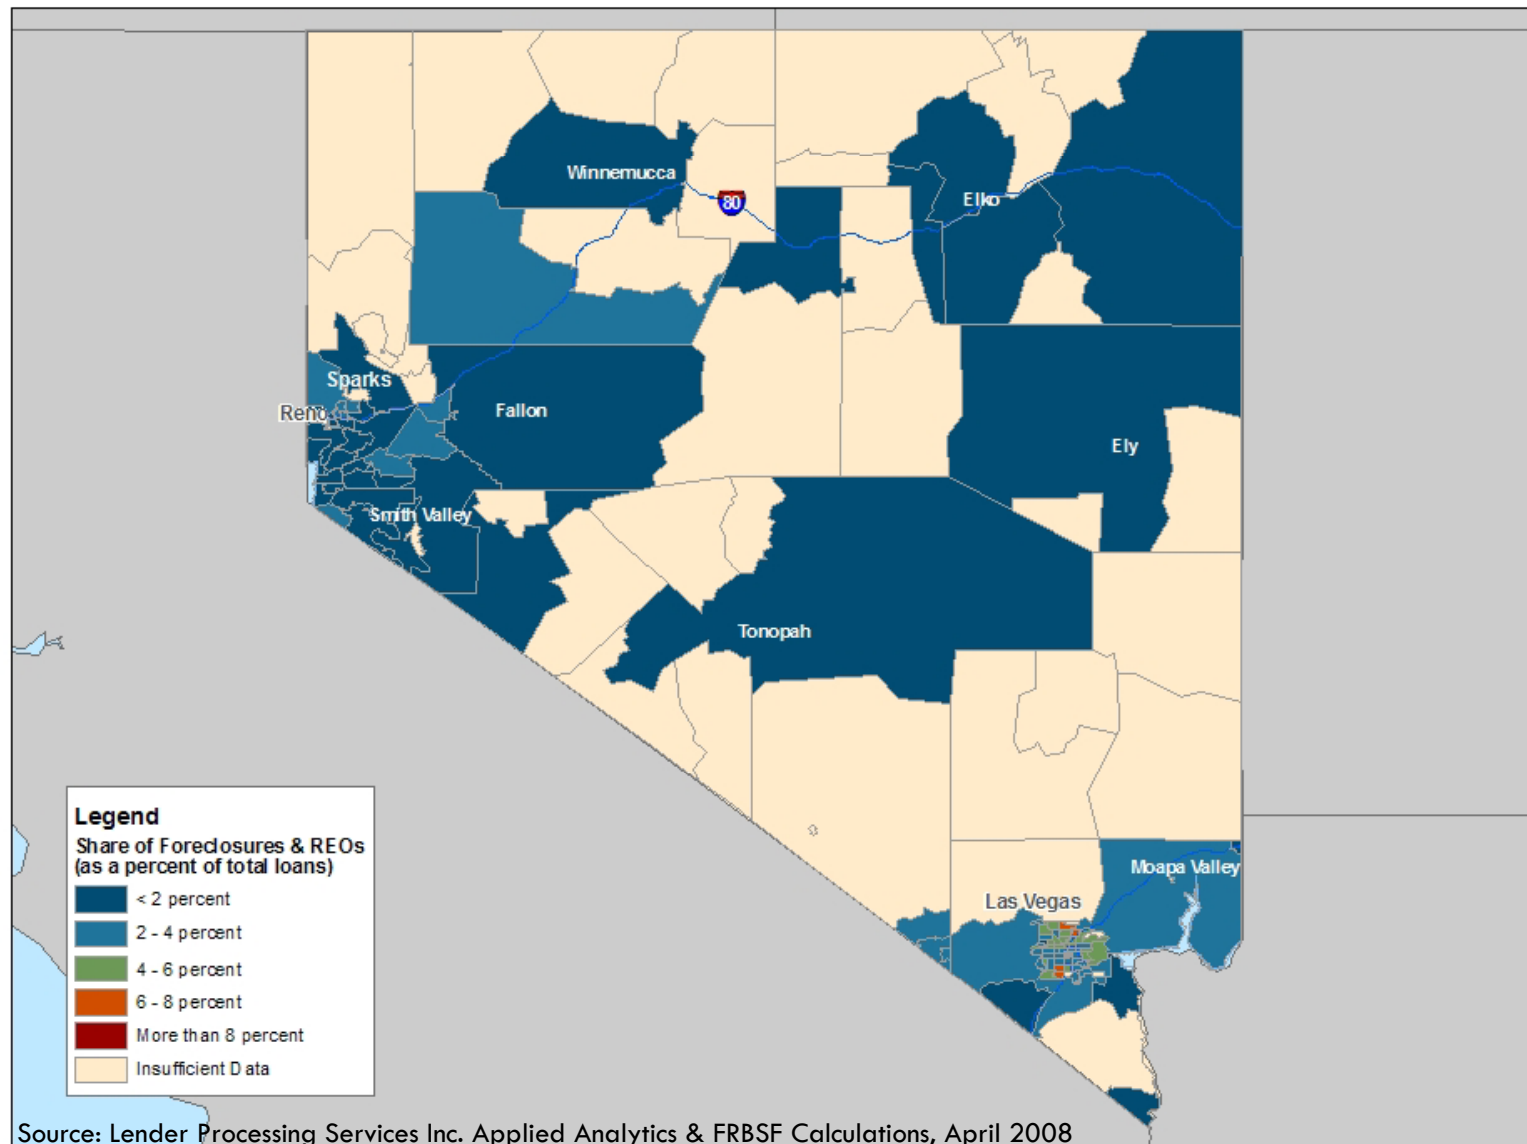 Winnemucca
80
Elko
Sparks
Reno
Fallon
Ely
Smith Valley
Tonopah
Moapa Valley
Las Vegas
Legend
Share of Foreclosures & REOs
(as a percent of total loans)
< 2 percent
2 - 4 percent
4 - 6 percent
6 - 8 percent
More than 8 percent
Insufficient Data
Source: Lender Processing Services Inc. Applied Analytics & FRBSF Calculations, April 2008